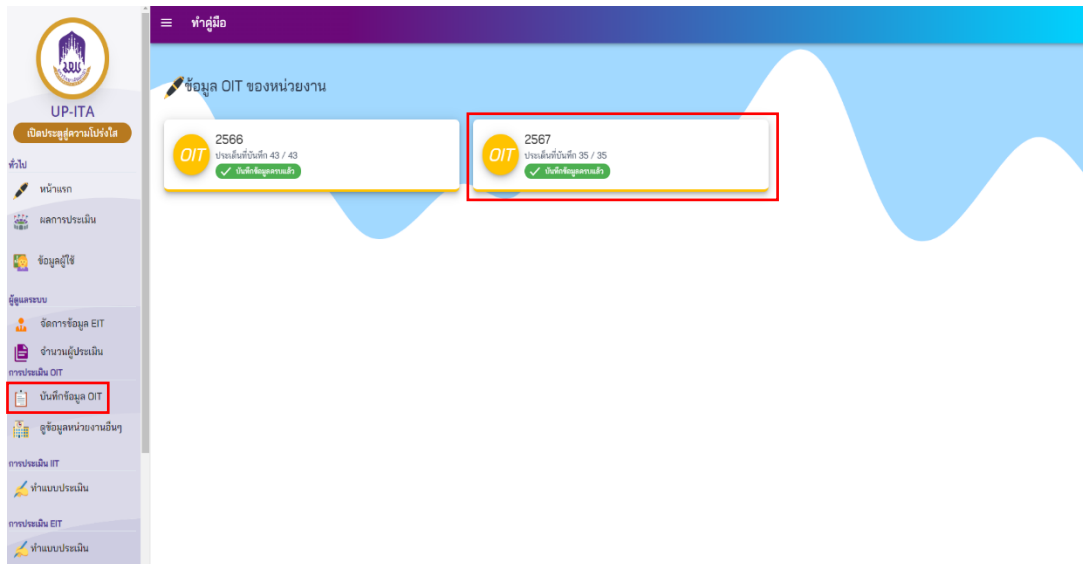 ทำคู่มือ
UP-ITA
เปิดประตูสู่ความโปร่งใส
ทั่วไป
หน้าแรก
ผลการประเมิน
ข้อมูลผู้ใช้
ผู้ดูแลระบบ
จัดการข้อมูล EIT
จำนวนผู้ประเมิน
การประเมิน OIT
บันทึกข้อมูล OIT
ดูข้อมูลหน่วยงานอื่นๆ
การประเมิน IIT
ทำแบบประเมิน
การประเมิน EIT
ทำแบบประเมิน
ข้อมูล OIT ของหน่วยงาน
OIT
2566
ประเด็นที่บันทึก 43 / 43
บันทึกข้อมูลครบแล้ว
OIT
2567
ประเด็นที่บันทึก 35 / 35
บันทึกข้อมูลครบแล้ว